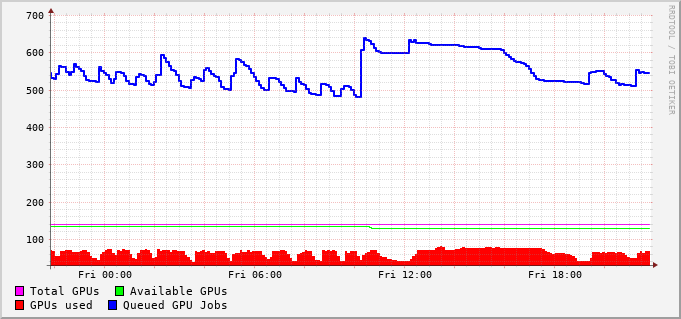 700
600
500
400
300
200
100
Fri 00:00 Fri 06:00 Fri 12:00 Fri 18:00
Total GPUs Available GPUs
GPUs used Queued GPU Jobs
RRDTOOL / TOBI OETIKER